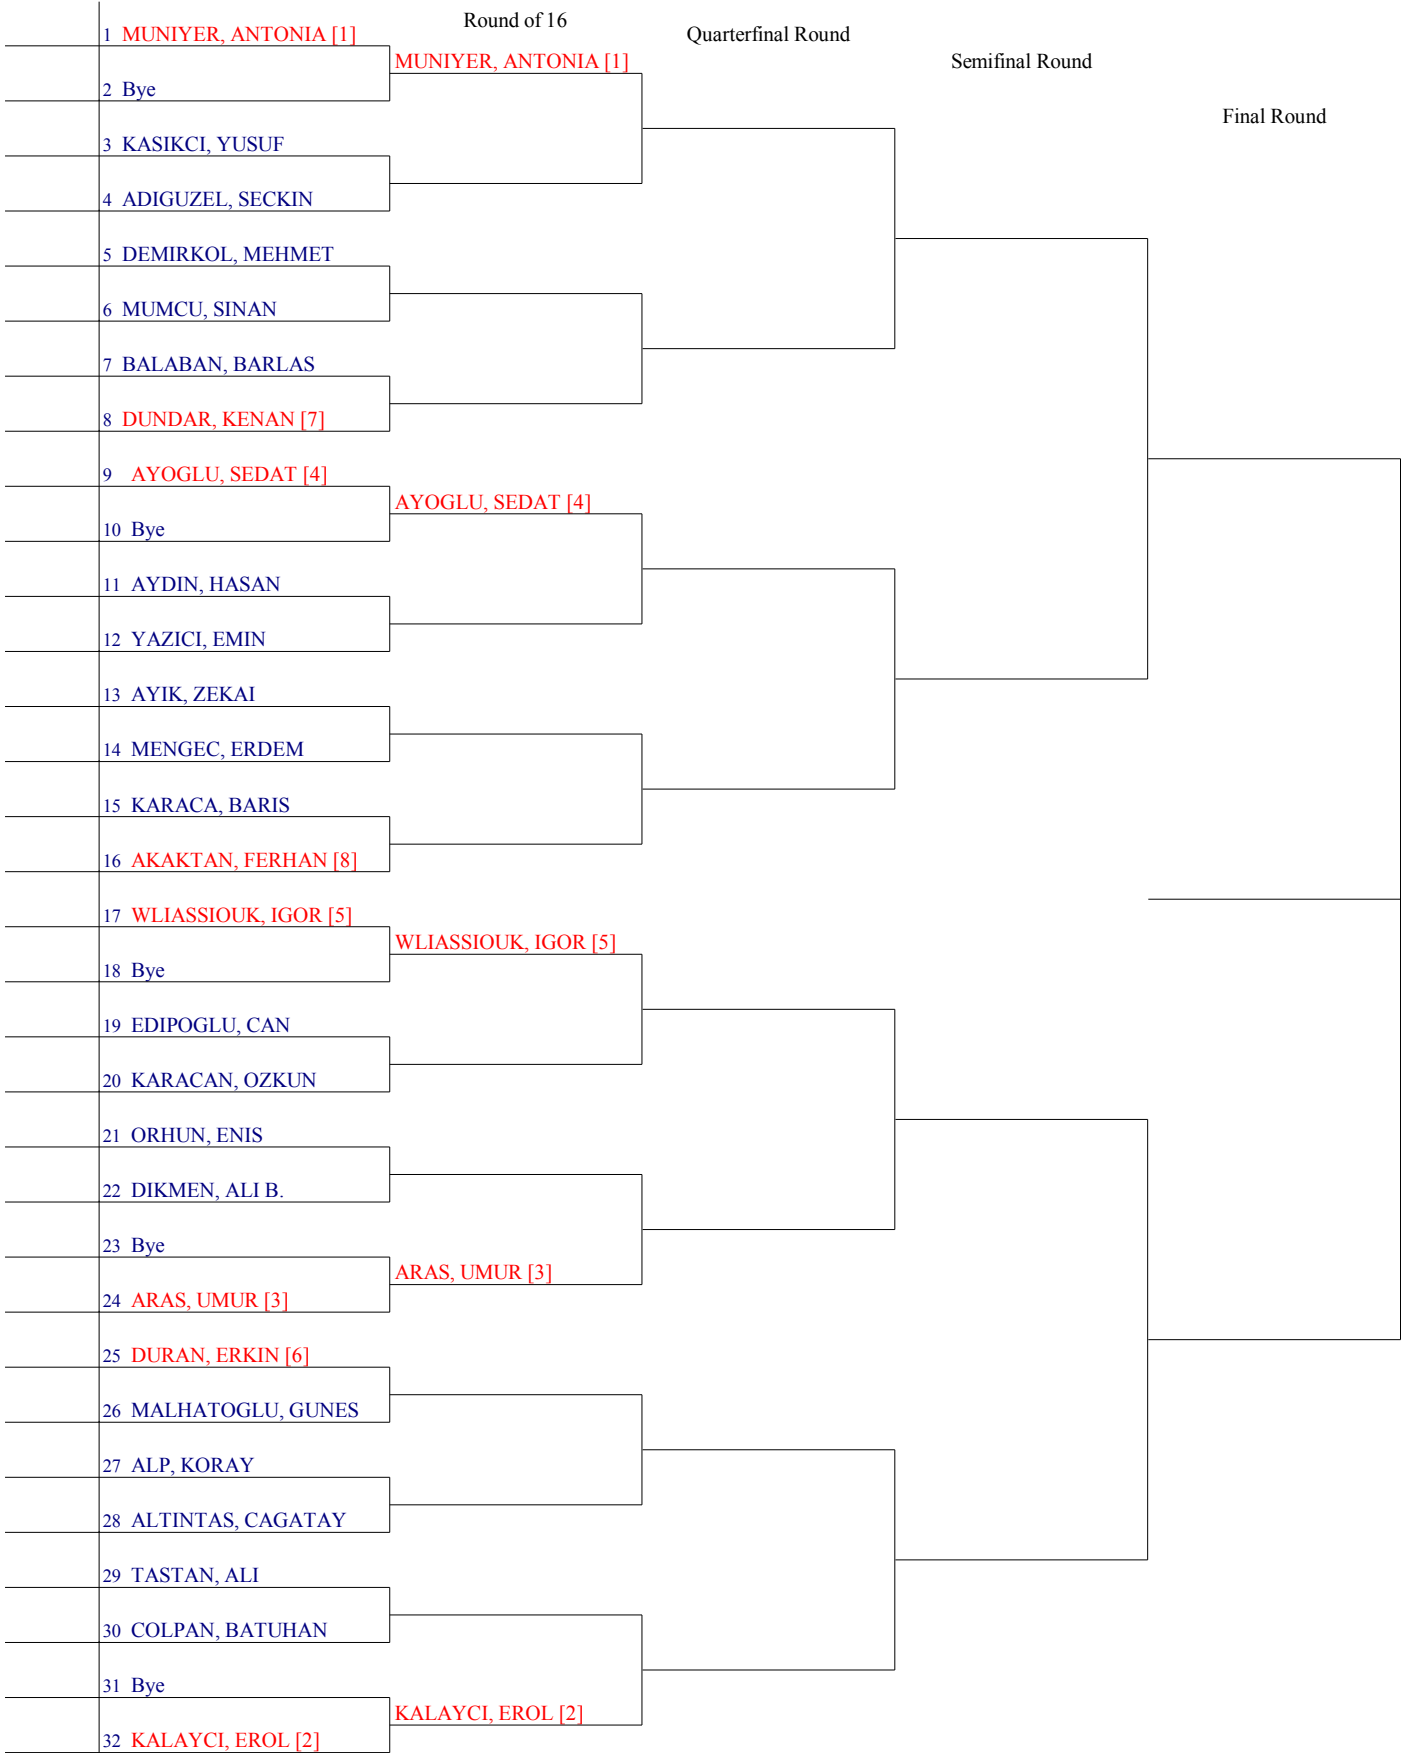 Round of 16
Quarterfinal Round
Semifinal Round
Final Round
1 MUNIYER, ANTONIA [1]
MUNIYER, ANTONIA [1]
2 Bye
3 KASIKCI, YUSUF
4 ADIGUZEL, SECKIN
5 DEMIRKOL, MEHMET
6 MUMCU, SINAN
7 BALABAN, BARLAS
8 DUNDAR, KENAN [7]
9 AYOGLU, SEDAT [4]
AYOGLU, SEDAT [4]
10 Bye
11 AYDIN, HASAN
12 YAZICI, EMIN
13 AYIK, ZEKAI
14 MENGEC, ERDEM
15 KARACA, BARIS
16 AKAKTAN, FERHAN [8]
17 WLIASSIOUK, IGOR [5]
WLIASSIOUK, IGOR [5]
18 Bye
19 EDIPOGLU, CAN
20 KARACAN, OZKUN
21 ORHUN, ENIS
22 DIKMEN, ALI B.
23 Bye
ARAS, UMUR [3]
24 ARAS, UMUR [3]
25 DURAN, ERKIN [6]
26 MALHATOGLU, GUNES
27 ALP, KORAY
28 ALTINTAS, CAGATAY
29 TASTAN, ALI
30 COLPAN, BATUHAN
31 Bye
KALAYCI, EROL [2]
32 KALAYCI, EROL [2]